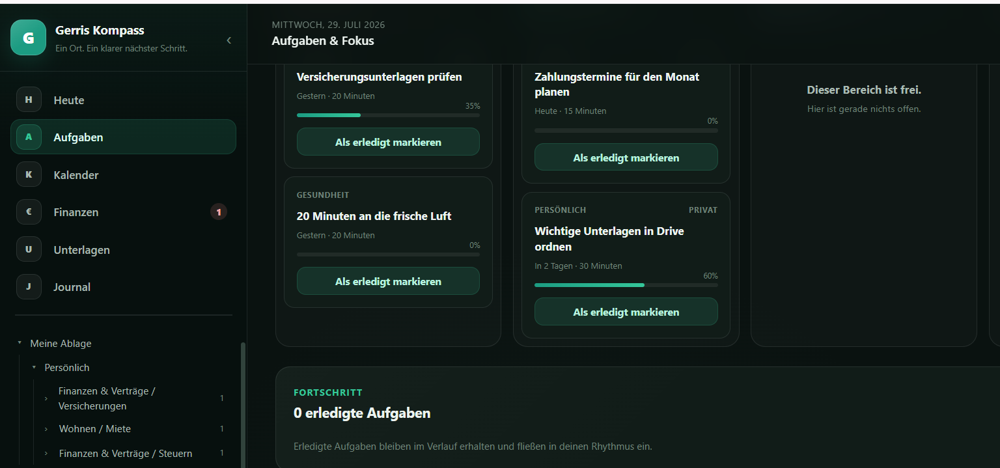 G
Gerris Kompass
Ein Ort. Ein klarer nächster Schritt.
‹
H
Heute
A
Aufgaben
K
Kalender
€
Finanzen
1
U
Unterlagen
J
Journal
Meine Ablage
Persönlich
Finanzen & Verträge /
Versicherungen
1
Wohnen / Miete
1
Finanzen & Verträge / Steuern
1
MITTWOCH, 29. JULI 2026
Aufgaben & Fokus
Versicherungsunterlagen prüfen
Gestern · 20 Minuten
35%
Als erledigt markieren
GESUNDHEIT
20 Minuten an die frische Luft
Gestern · 20 Minuten
0%
Als erledigt markieren
Zahlungstermine für den Monat
planen
Heute · 15 Minuten
0%
Als erledigt markieren
PERSÖNLICH
PRIVAT
Wichtige Unterlagen in Drive
ordnen
In 2 Tagen · 30 Minuten
60%
Als erledigt markieren
Dieser Bereich ist frei.
Hier ist gerade nichts offen.
FORTSCHRITT
0 erledigte Aufgaben
Erledigte Aufgaben bleiben im Verlauf erhalten und fließen in deinen Rhythmus ein.